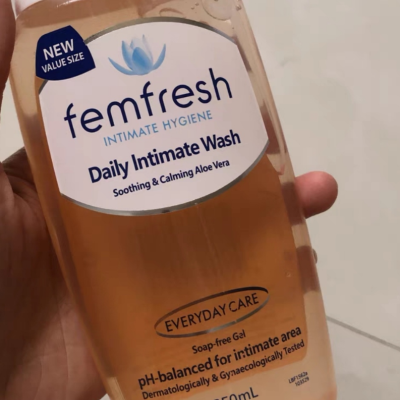 NEW
VALUE SIZE
femfresh
INTIMATE HYGIENE
Daily Intimate Wash
Soothing & Calming Aloe Vera
EVERYDAY CARE
Soap-free Gel
pH-balanced for intimate area
Dermatologically & Gynaecologically Tested